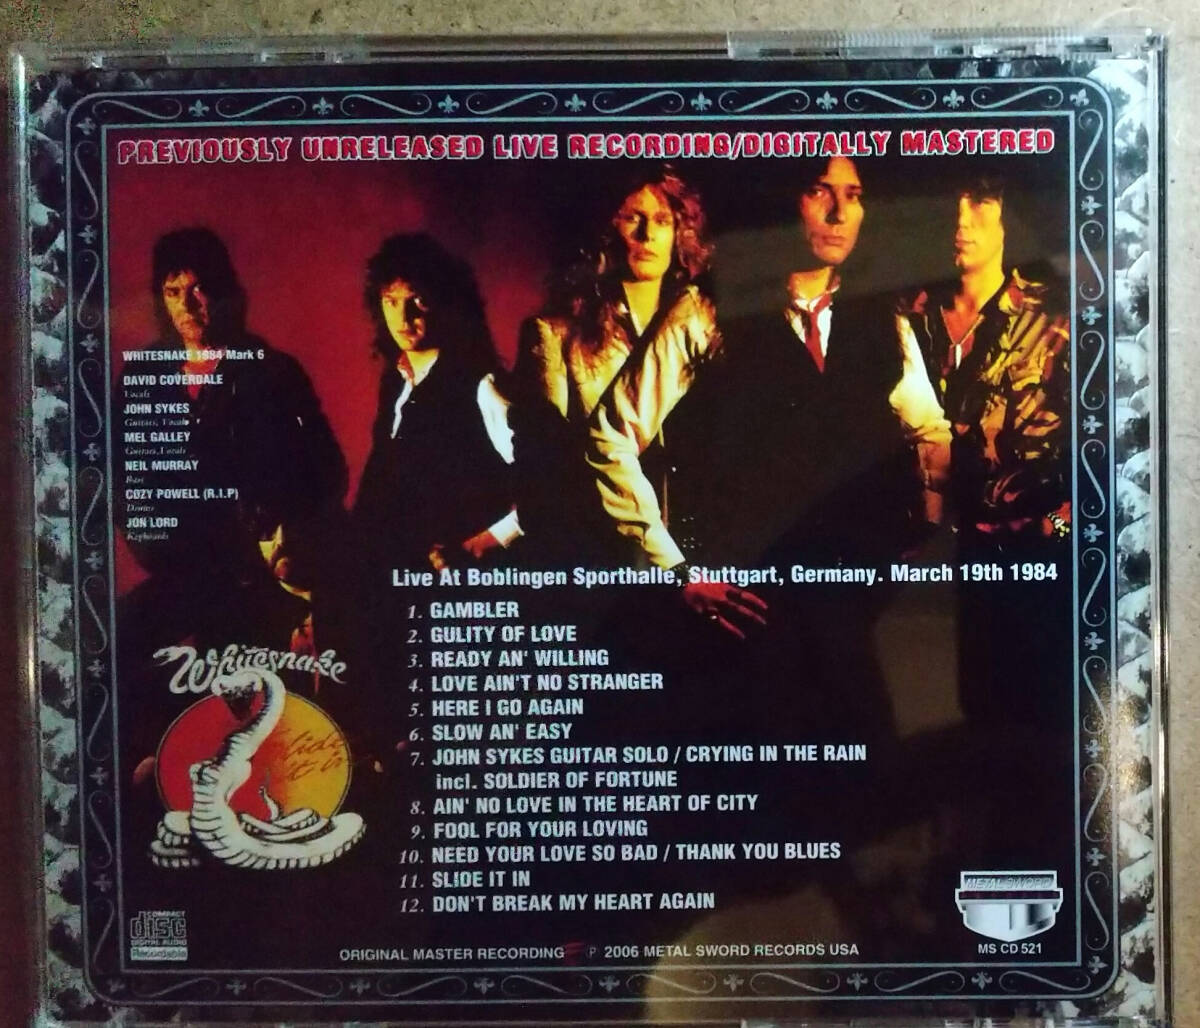 PREVIOUSLY UNRELEASED LIVE RECORDING/DIGITALLY MASTERED
WHITESNAKE 1984 Mark 6
DAVID COVERDALE
Vocals
JOHN SYKES
Guitars, Vocals
MEL GALLEY
Guitars, Vocals
NEIL MURRAY
Bass
COZY POWELL (R.I.P)
Drums
JON LORD
Keyboards
Live At Boblingen Sporthalle, Stuttgart, Germany. March 19th 1984
1. GAMBLER
2. GULITY OF LOVE
3. READY AN' WILLING
4. LOVE AIN'T NO STRANGER
5. HERE I GO AGAIN
6. SLOW AN' EASY
7. JOHN SYKES GUITAR SOLO / CRYING IN THE RAIN
incl. SOLDIER OF FORTUNE
8. AIN' NO LOVE IN THE HEART OF CITY
9. FOOL FOR YOUR LOVING
10. NEED YOUR LOVE SO BAD / THANK YOU BLUES
11. SLIDE IT IN
12. DON'T BREAK MY HEART AGAIN
Whitesnake
Slide
It in
COMPACT
disc
DIGITAL AUDIO
Recordable
METAL SWORD
MS CD 521
ORIGINAL MASTER RECORDING ℗ 2006 METAL SWORD RECORDS USA